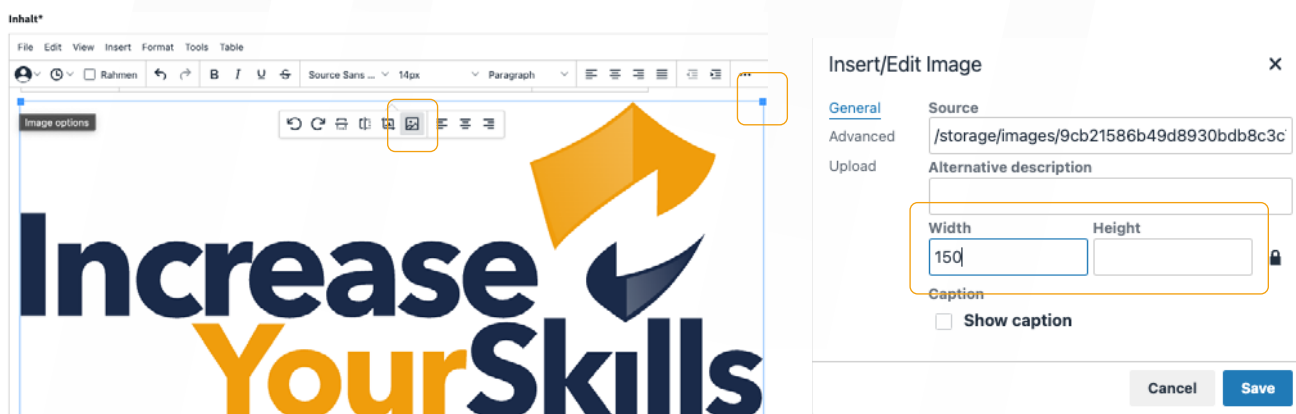 Inhalt*
File Edit View Insert Format Tools Table
Rahmen B I U S Source Sans ... 14px Paragraph ...
Image options
Increase
YourSkills
Insert/Edit Image
General
Advanced
Upload
Source
/storage/images/9cb21586b49d8930bdb8c3c
Alternative description
Width Height
150
Caption
Show caption
Cancel Save